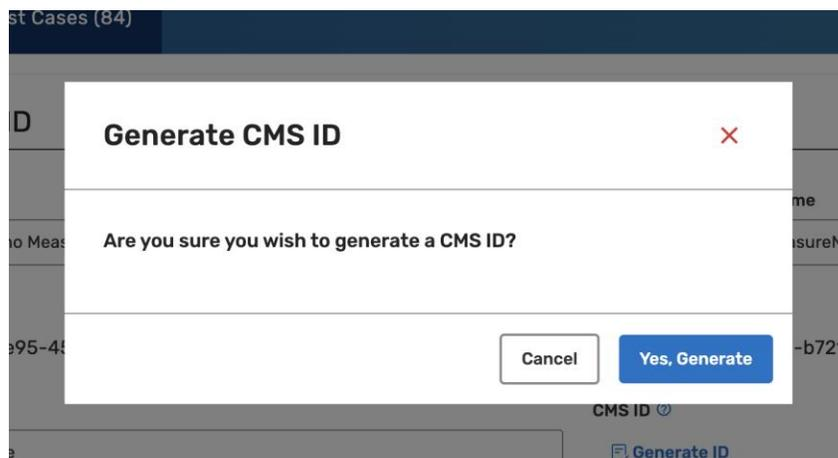 st Cases (84)
ID
Generate CMS ID
me
no Meas
Are you sure you wish to generate a CMS ID?
asureN
e95-45
-b72
Cancel
Yes, Generate
CMS ID
e
Generate ID